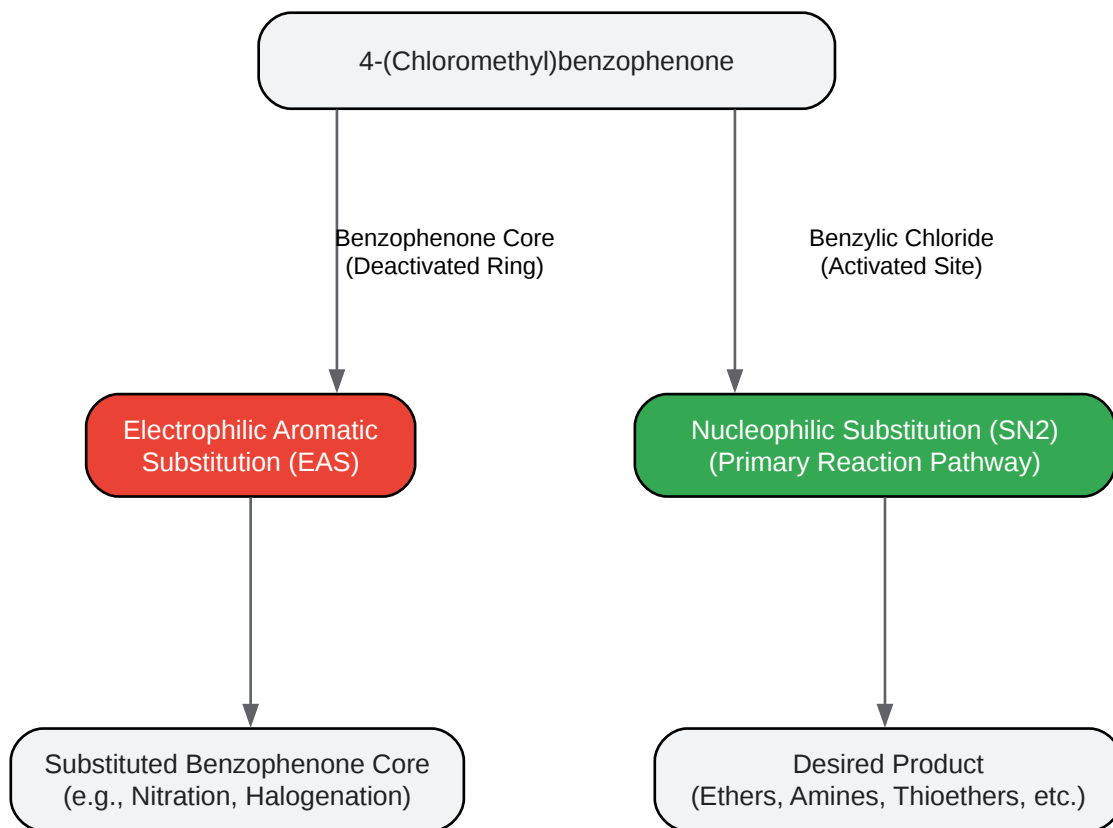 4-(Chloromethyl)benzophenone
Benzophenone Core
(Deactivated Ring)
Benzylic Chloride
(Activated Site)
Electrophilic Aromatic
Substitution (EAS)
Nucleophilic Substitution (SN2)
(Primary Reaction Pathway)
Substituted Benzophenone Core
(e.g., Nitration, Halogenation)
Desired Product
(Ethers, Amines, Thioethers, etc.)